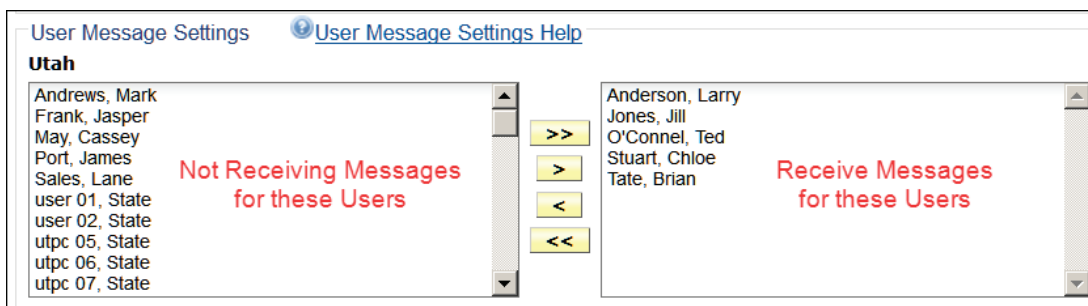 User Message Settings User Message Settings Help
Utah
Andrews, Mark
Frank, Jasper
May, Cassey
Port, James
Sales, Lane
user 01, State
user 02, State
utpc 05, State
utpc 06, State
utpc 07, State
Not Receiving Messages
for these Users
>>
>
<
<<
Anderson, Larry
Jones, Jill
O'Connel, Ted
Stuart, Chloe
Tate, Brian
Receive Messages
for these Users